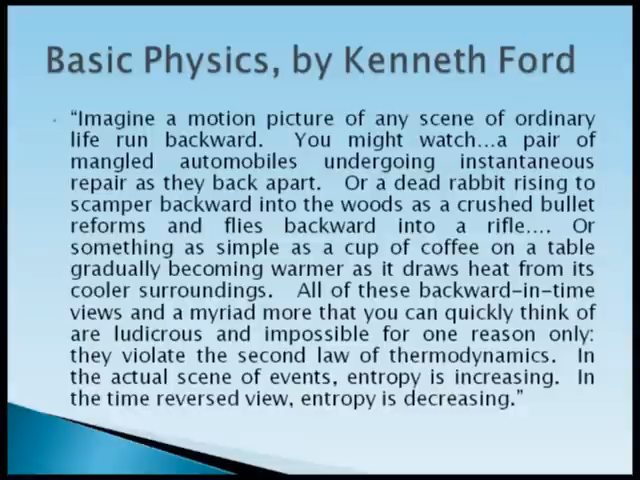 Basic Physics, by Kenneth Ford
“Imagine a motion picture of any scene of ordinary
life run backward. You might watch...a pair of
mangled automobiles undergoing instantaneous
repair as they back apart. Or a dead rabbit rising to
scamper backward into the woods as a crushed bullet
reforms and flies backward into a rifle.... Or
something as simple as a cup of coffee on a table
gradually becoming warmer as it draws heat from its
cooler surroundings. All of these backward-in-time
views and a myriad more that you can quickly think of
are ludicrous and impossible for one reason only:
they violate the second law of thermodynamics. In
the actual scene of events, entropy is increasing. In
the time reversed view, entropy is decreasing.”